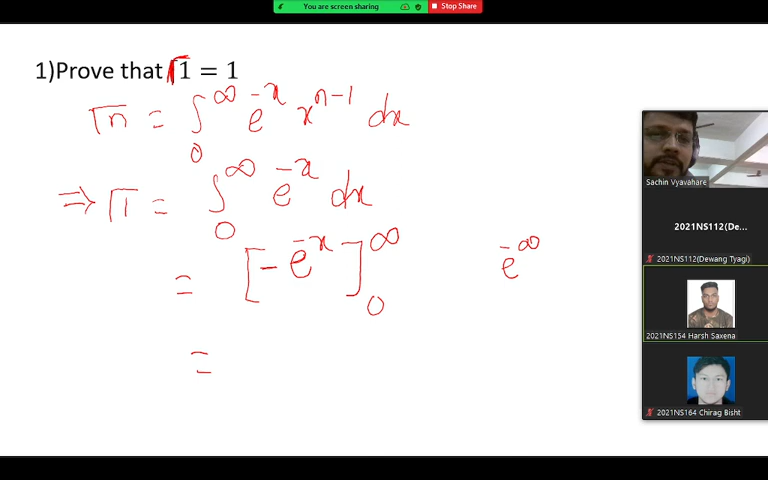 You are screen sharing Stop Share
1)Prove that Γ1 = 1
Γn = ∫₀^∞ e^-x x^n-1 dx
⇒ Γ1 = ∫₀^∞ e^-x dx
= [-e^-x]₀^∞
e^-∞
=
Sachin Vyavahare
2021NS112(De...
2021NS112(Dewang Tyagi)
2021NS154 Harsh Saxena
2021NS164 Chirag Bisht